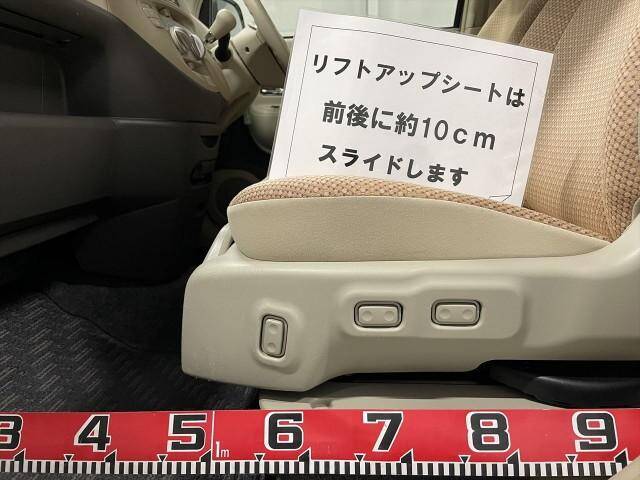 リフトアップシートは
前後に約10cm
スライドします
3 4 5 1m 6 7 8 9